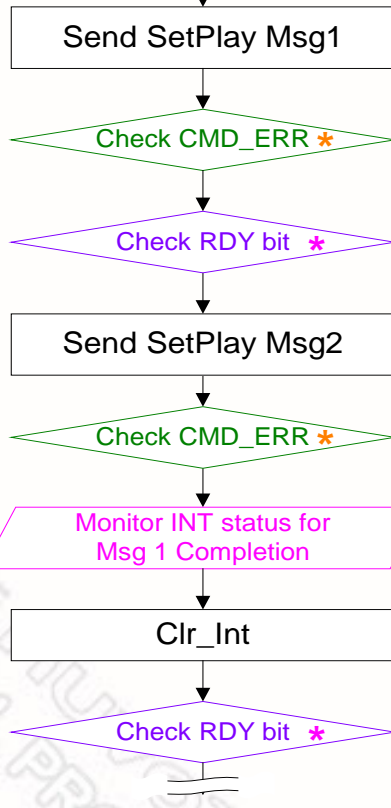 Send SetPlay Msg1
Check CMD_ERR *
Check RDY bit *
Send SetPlay Msg2
Check CMD_ERR *
Monitor INT status for
Msg 1 Completion
Clr_Int
Check RDY bit *